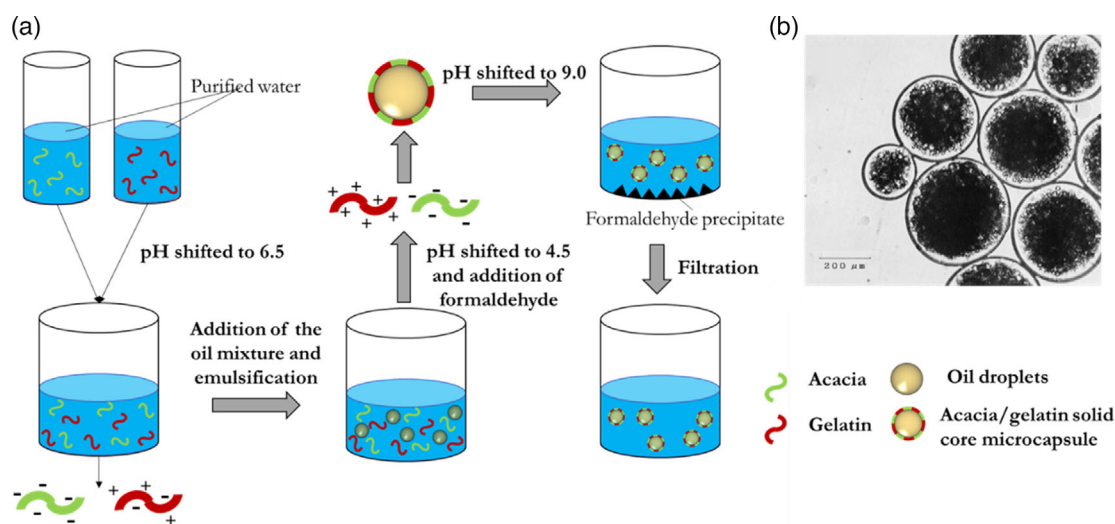 (a)
Purified water
pH shifted to 6.5
Addition of the
oil mixture and
emulsification
pH shifted to 4.5
and addition of
formaldehyde
pH shifted to 9.0
Formaldehyde precipitate
Filtration
(b)
200 μm
Acacia
Oil droplets
Gelatin
Acacia/gelatin solid
core microcapsule